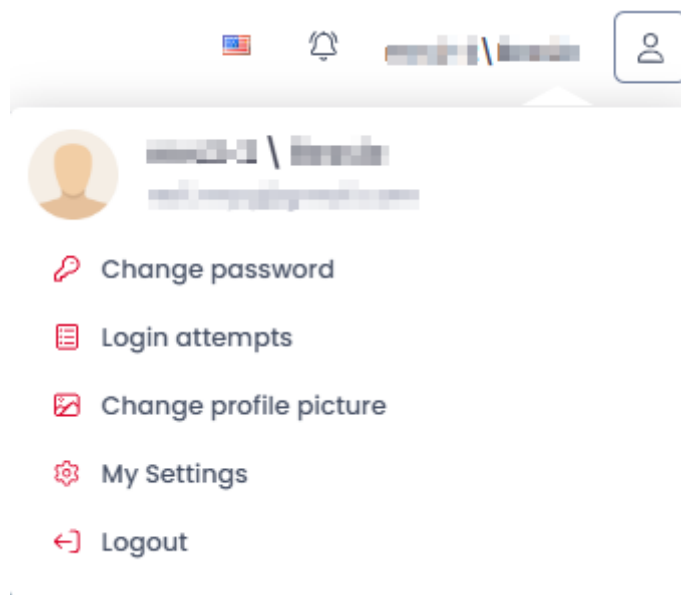 \
\
Change password
Login attempts
Change profile picture
My Settings
Logout